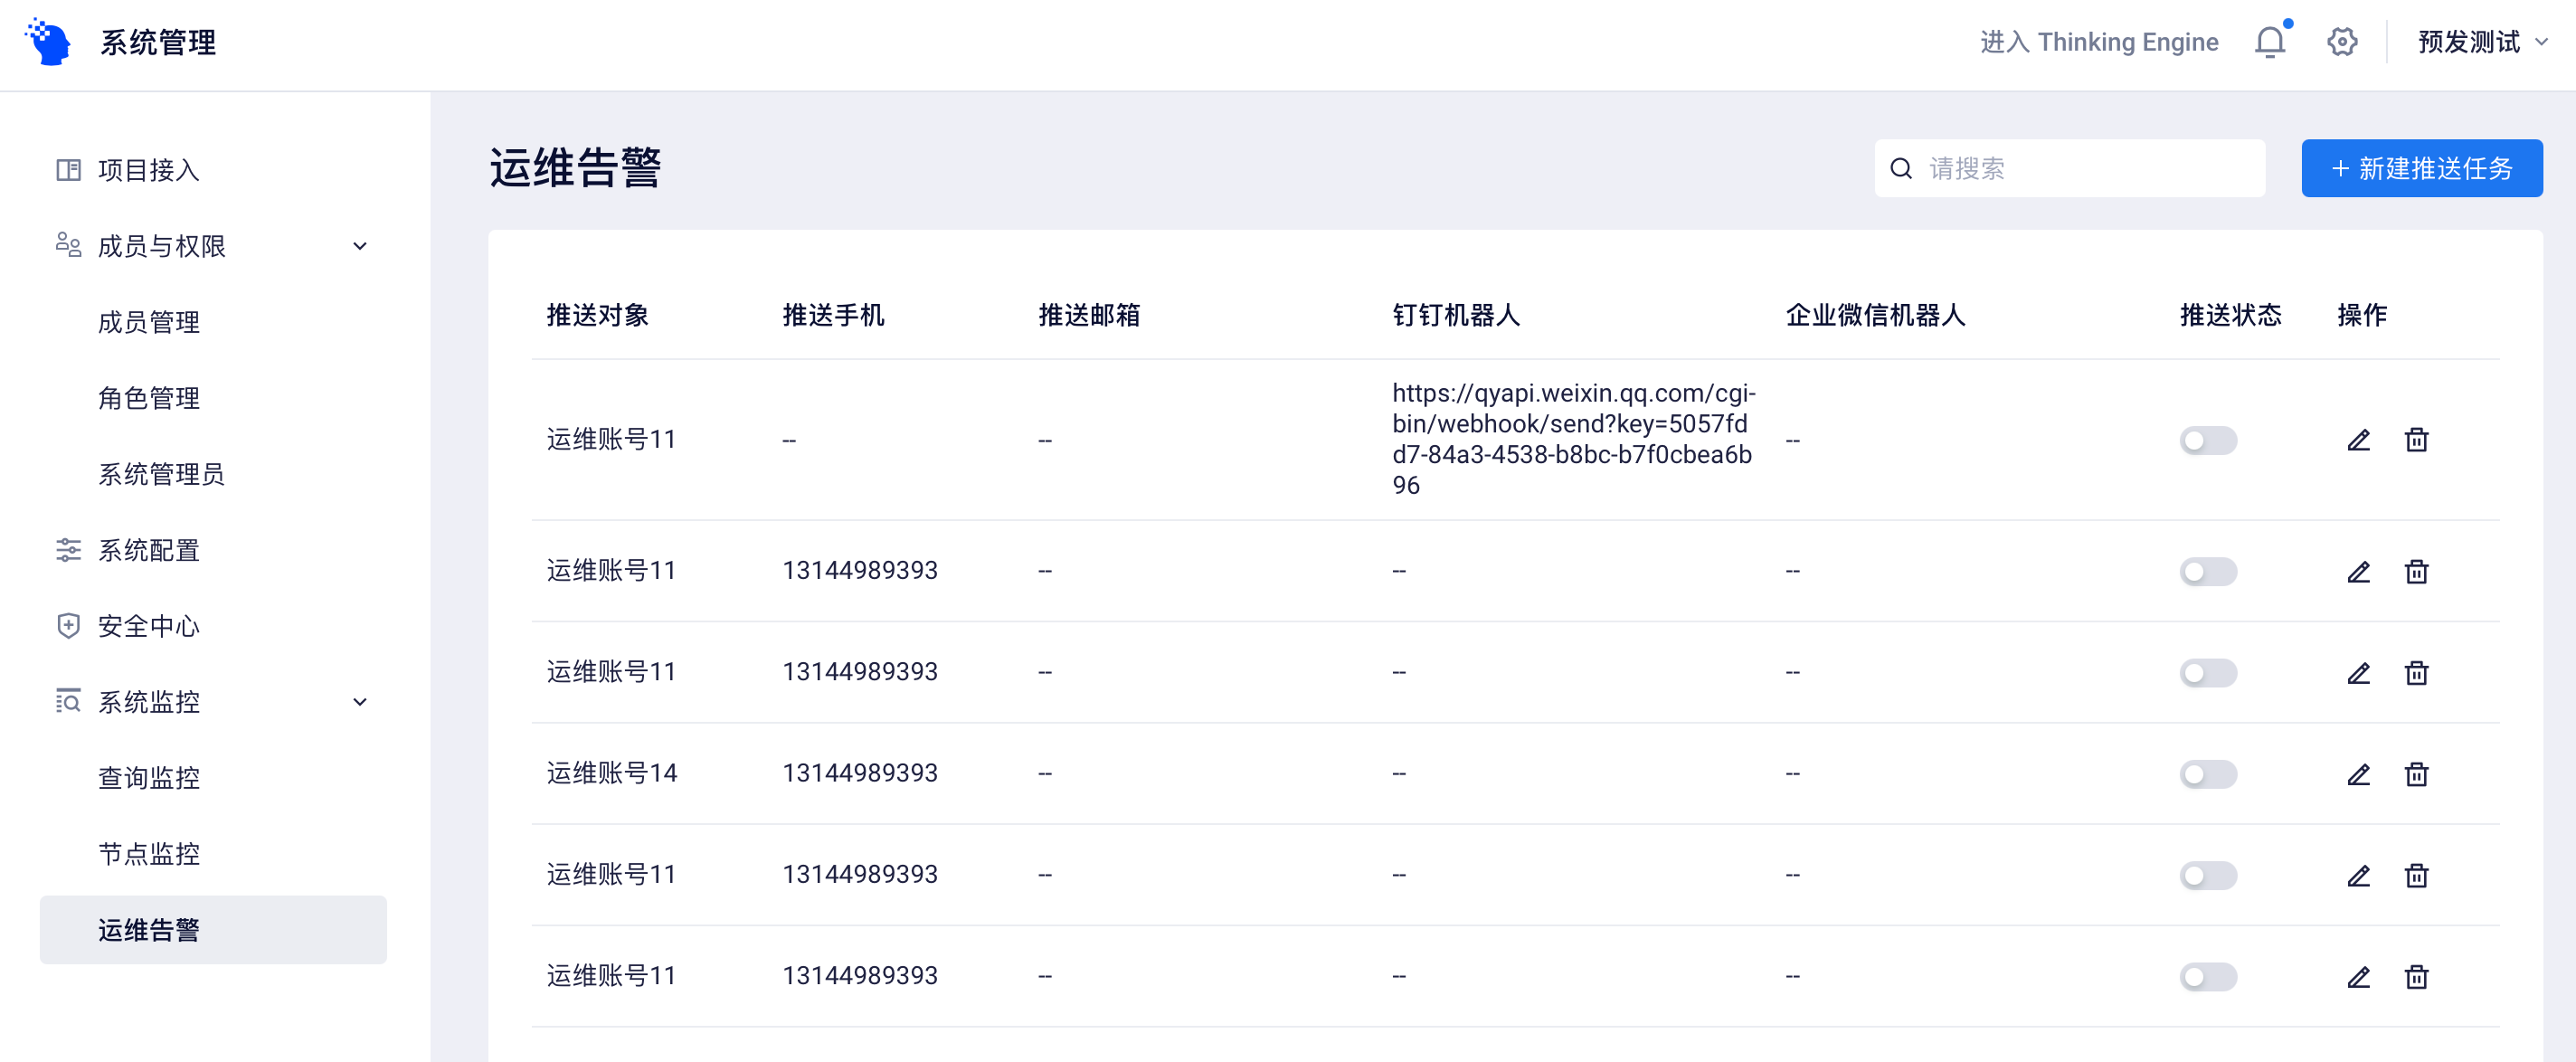 系统管理
进入 Thinking Engine
预发测试
项目接入
成员与权限
成员管理
角色管理
系统管理员
系统配置
安全中心
系统监控
查询监控
节点监控
运维告警
运维告警
请搜索
+ 新建推送任务
推送对象 推送手机 推送邮箱 钉钉机器人 企业微信机器人 推送状态 操作
运维账号11 -- -- https://qyapi.weixin.qq.com/cgi-
bin/webhook/send?key=5057fd
d7-84a3-4538-b8bc-b7f0cbea6b
96
--
运维账号11 13144989393 -- -- --
运维账号11 13144989393 -- -- --
运维账号14 13144989393 -- -- --
运维账号11 13144989393 -- -- --
运维账号11 13144989393 -- -- --